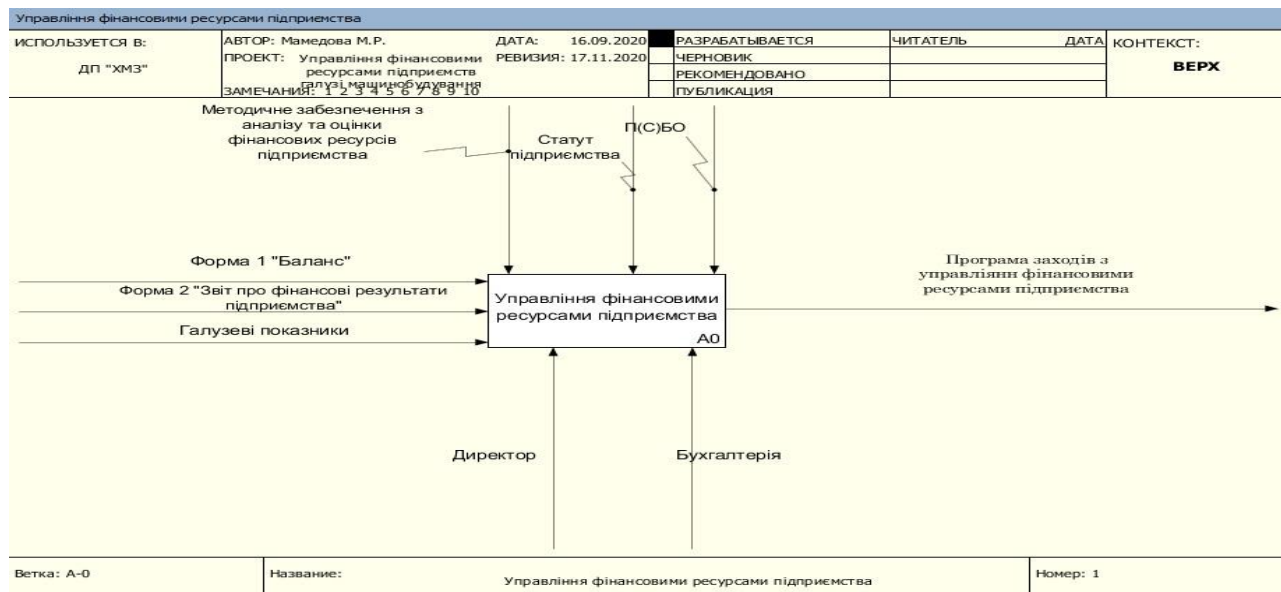 Управління фінансовими ресурсами підприємства
ИСПОЛЬЗУЕТСЯ В:
ДП "ХМЗ"
АВТОР: Мамедова М.Р.
ПРОЕКТ: Управління фінансовими
ресурсами підприємств
галузі машинобудування
ЗАМЕЧАНИЯ: 1 2 3 4 5 6 7 8 9 10
ДАТА: 16.09.2020
РЕВИЗИЯ: 17.11.2020
РАЗРАБАТЫВАЕТСЯ
ЧЕРНОВИК
РЕКОМЕНДОВАНО
ПУБЛИКАЦИЯ
ЧИТАТЕЛЬ ДАТА
КОНТЕКСТ:
ВЕРХ
Методичне забезпечення з
аналізу та оцінки
фінансових ресурсів
підприємства
Статут
підприємства
П(С)БО
Форма 1 "Баланс"
Форма 2 "Звіт про фінансові результати
підприємства"
Галузеві показники
Управління фінансовими
ресурсами підприємства
A0
Програма заходів з
управліянн фінансовими
ресурсами підприємства
Директор
Бухгалтерія
Ветка: A-0
Название:
Управління фінансовими ресурсами підприємства
Номер: 1